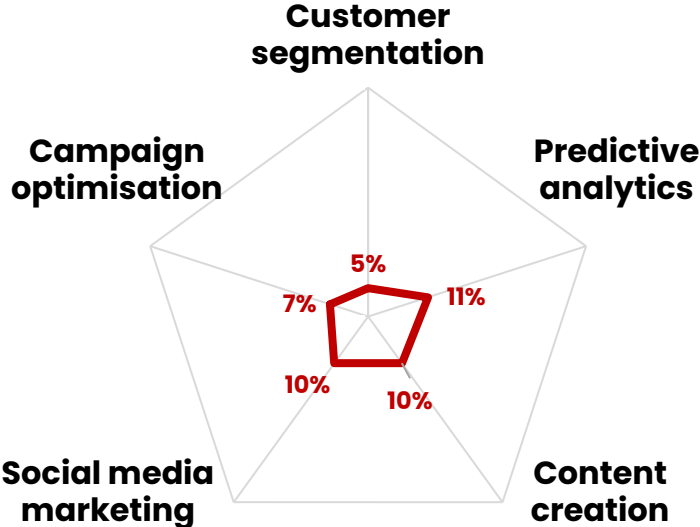 Customer
segmentation
Campaign
optimisation
Predictive
analytics
5%
7%
11%
10%
10%
Social media
marketing
Content
creation